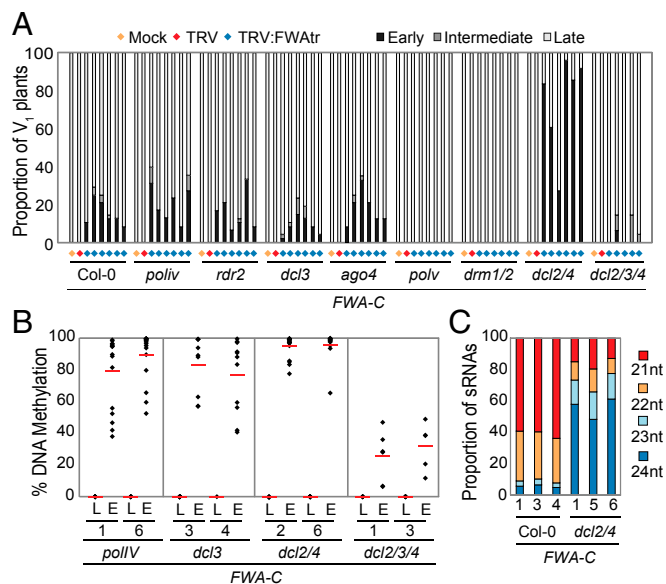 A
Mock TRV TRV:FWAtr Early Intermediate Late
Proportion of V1 plants
100
80
60
40
20
0
Col-0 poliv rdr2 dcl3 ago4 polv drm1/2 dcl2/4 dcl2/3/4
FWA-C
B
% DNA Methylation
100
80
60
40
20
0
L E L E L E L E L E L E L E L E
1 6 3 4 2 6 1 3
polIV dcl3 dcl2/4 dcl2/3/4
FWA-C
C
Proportion of sRNAs
100
80
60
40
20
0
21nt
22nt
23nt
24nt
1 3 4 1 5 6
Col-0 dcl2/4
FWA-C